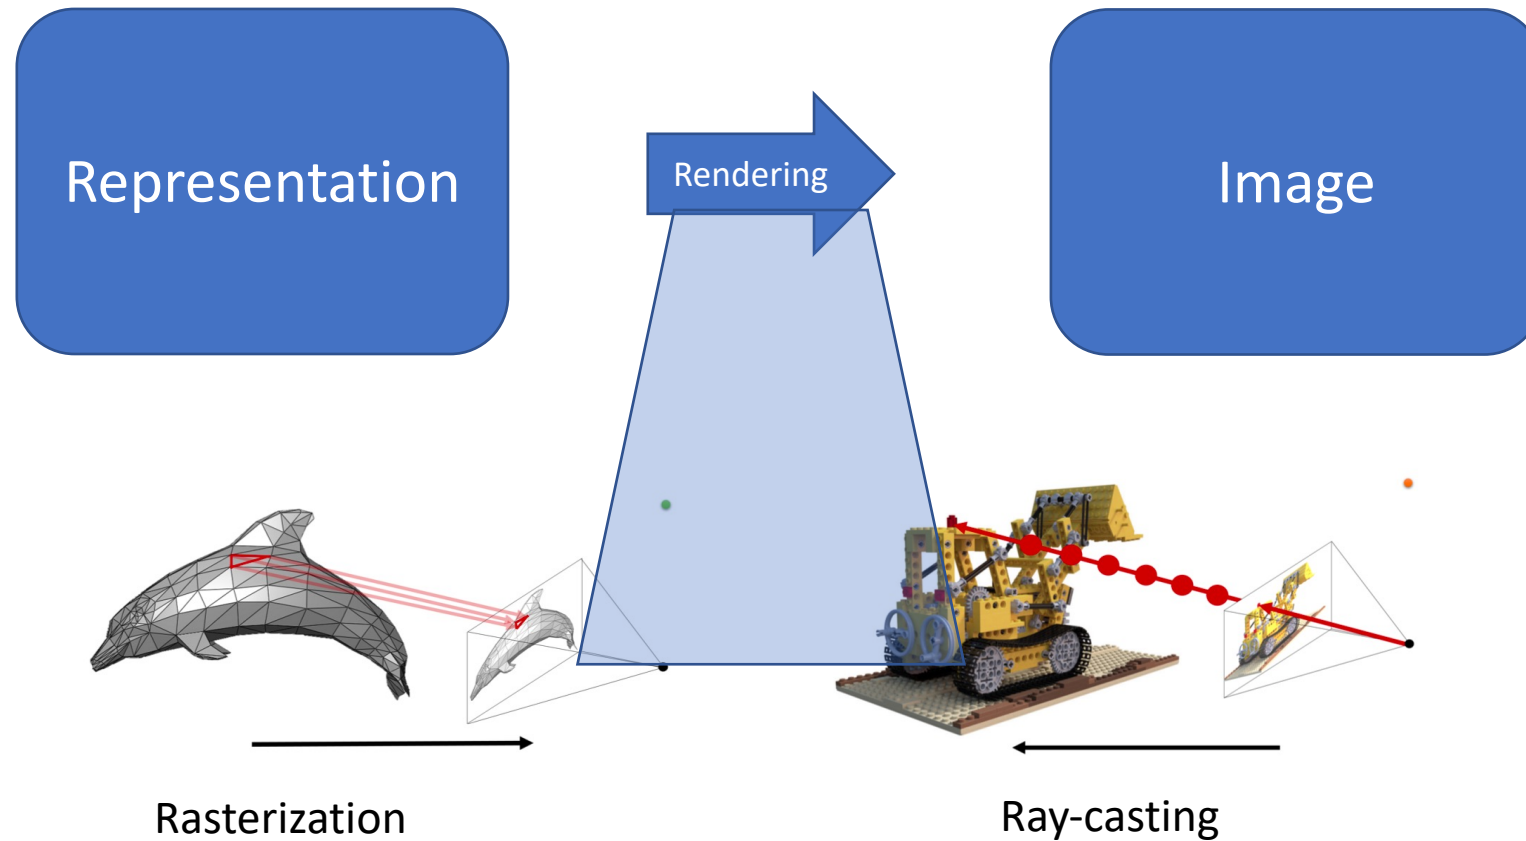 Representation
Rendering
Image
Rasterization
Ray-casting